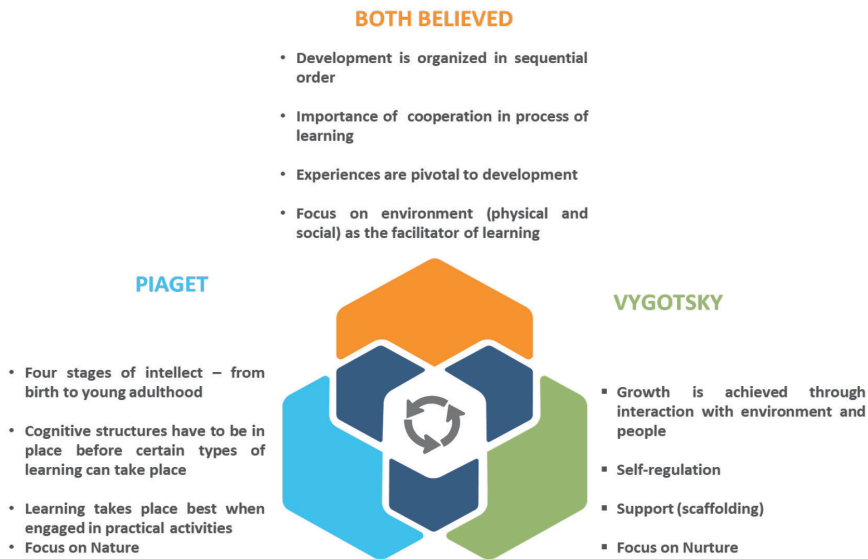 BOTH BELIEVED
• Development is organized in sequential
order
• Importance of cooperation in process of
learning
• Experiences are pivotal to development
• Focus on environment (physical and
social) as the facilitator of learning
PIAGET
• Four stages of intellect – from
birth to young adulthood
• Cognitive structures have to be in
place before certain types of
learning can take place
• Learning takes place best when
engaged in practical activities
• Focus on Nature
VYGOTSKY
▪ Growth is achieved through
interaction with environment and
people
▪ Self-regulation
▪ Support (scaffolding)
▪ Focus on Nurture